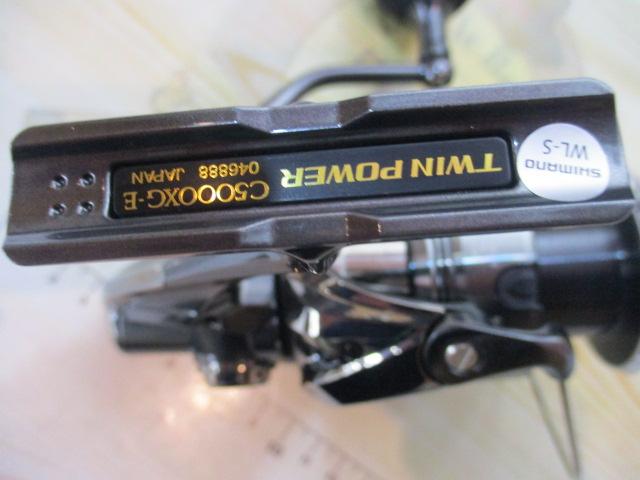 SHIMANO
WL-S
TWIN POWER
C5000XG-E
046888 JAPAN